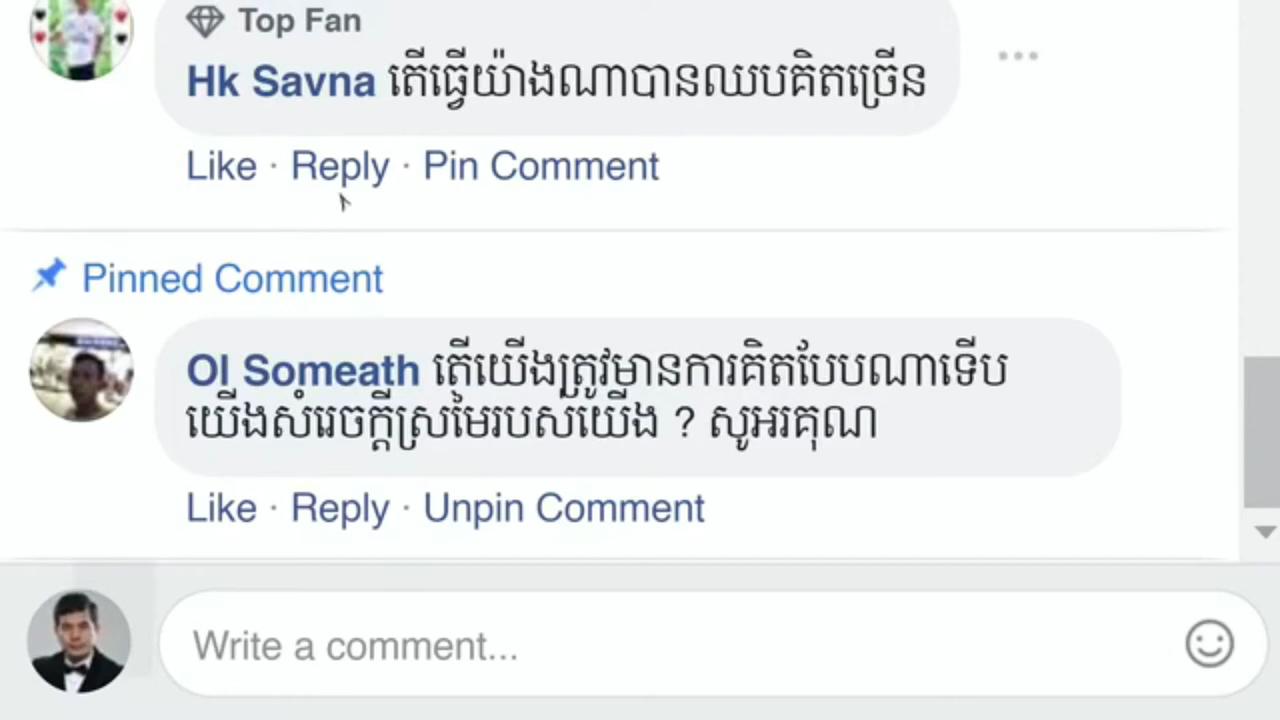 Top Fan
Hk Savna តើធ្វើយ៉ាងណាបានឈប់គិតច្រើន
Like · Reply · Pin Comment
Pinned Comment
Ol Someath តើយើងត្រូវមានការគិតបែបណាទើប
យើងសំរេចក្ដីស្រមៃរបស់យើង ? សូអរគុណ
Like · Reply · Unpin Comment
Write a comment...